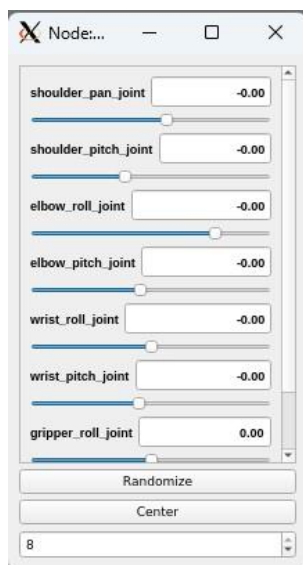 Node:...
shoulder_pan_joint -0.00
shoulder_pitch_joint -0.00
elbow_roll_joint -0.00
elbow_pitch_joint -0.00
wrist_roll_joint -0.00
wrist_pitch_joint -0.00
gripper_roll_joint 0.00
Randomize
Center
8